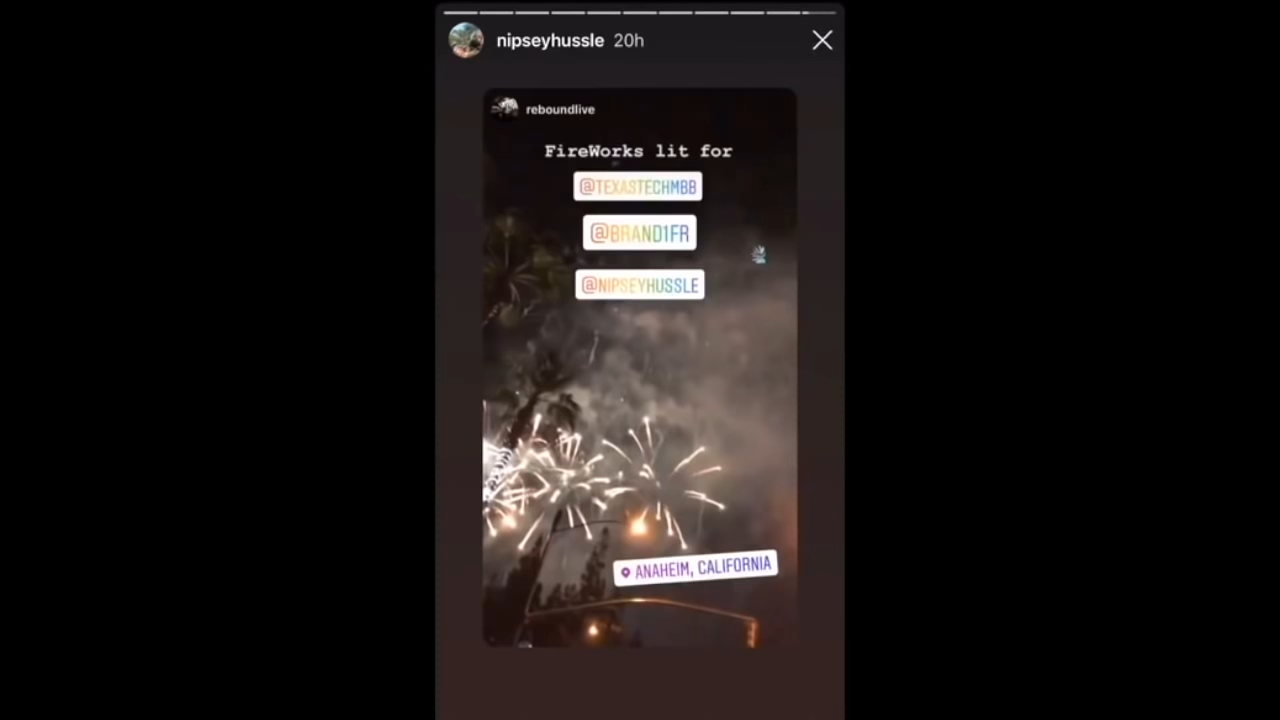 nipseyhussle 20h
reboundlive
FireWorks lit for
@TEXASTECHMBB
@BRAND1FR
@NIPSEYHUSSLE
ANAHEIM, CALIFORNIA